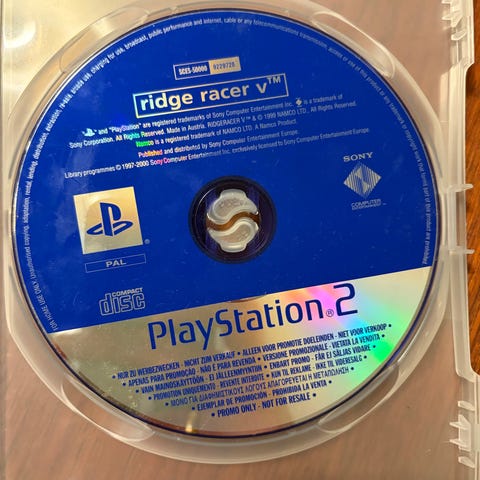 SCES-50000 0220728
ridge racer v™
and "PlayStation" are registered trademarks of Sony Computer Entertainment Inc. is a trademark of
Sony Corporation. All Rights Reserved. Made in Austria. RIDGERACER V™ & © 1999 NAMCO LTD., ALL RIGHTS RESERVED.
Namco is a registered trademark of NAMCO LTD. A Namco Product.
Published and distributed by Sony Computer Entertainment Europe.
Library programmes © 1997-2000 Sony Computer Entertainment Inc. exclusively licensed to Sony Computer Entertainment Europe.
SONY
COMPUTER
ENTERTAINMENT
PAL
COMPACT
disc
PlayStation®2
• NUR ZU WERBEZWECKEN - NICHT ZUM VERKAUF • ALLEEN VOOR PROMOTIE DOELEINDEN - NIET VOOR VERKOOP •
APENAS PARA PROMOÇÃO - NÃO É PARA REVENDA • VERSIONE PROMOZIONALE - VIETATA LA VENDITA
• VAIN MAINOSKÄYTTÖÖN - EI JÄLLEENMYYNTIIN • ENBART PROMO - FÅR EJ SÄLJAS VIDARE •
• PROMOTION UNIQUEMENT - REVENTE INTERDITE • KUN TIL REKLAME - IKKE TIL VIDERESALG •
• ΜΟΝΟ ΓΙΑ ΔΙΑΦΗΜΙΣΤΙΚΟΥΣ ΛΟΓΟΥΣ ΑΠΑΓΟΡΕΥΕΤΑΙ Η ΜΕΤΑΠΩΛΗΣΗ •
• EJEMPLAR DE PROMOCIÓN - PROHIBIDA LA VENTA •
• PROMO ONLY - NOT FOR RESALE •